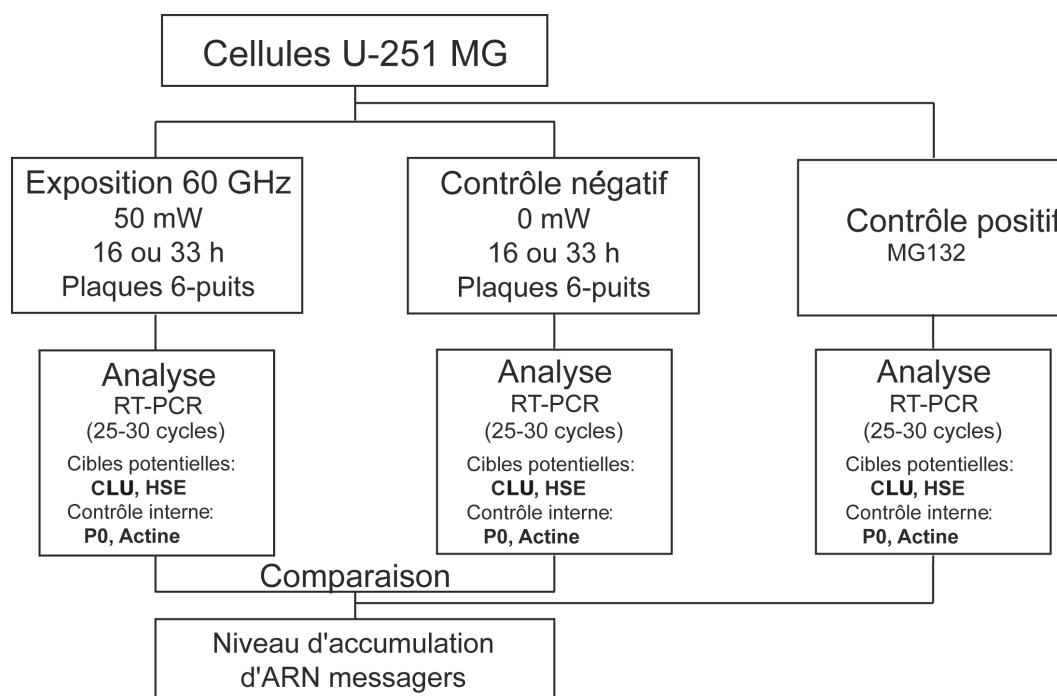 Cellules U-251 MG
Exposition 60 GHz
50 mW
16 ou 33 h
Plaques 6-puits
Contrôle négatif
0 mW
16 ou 33 h
Plaques 6-puits
Contrôle positif
MG132
Analyse
RT-PCR
(25-30 cycles)
Cibles potentielles:
CLU, HSE
Contrôle interne:
P0, Actine
Analyse
RT-PCR
(25-30 cycles)
Cibles potentielles:
CLU, HSE
Contrôle interne:
P0, Actine
Analyse
RT-PCR
(25-30 cycles)
Cibles potentielles:
CLU, HSE
Contrôle interne:
P0, Actine
Comparaison
Niveau d'accumulation
d'ARN messagers